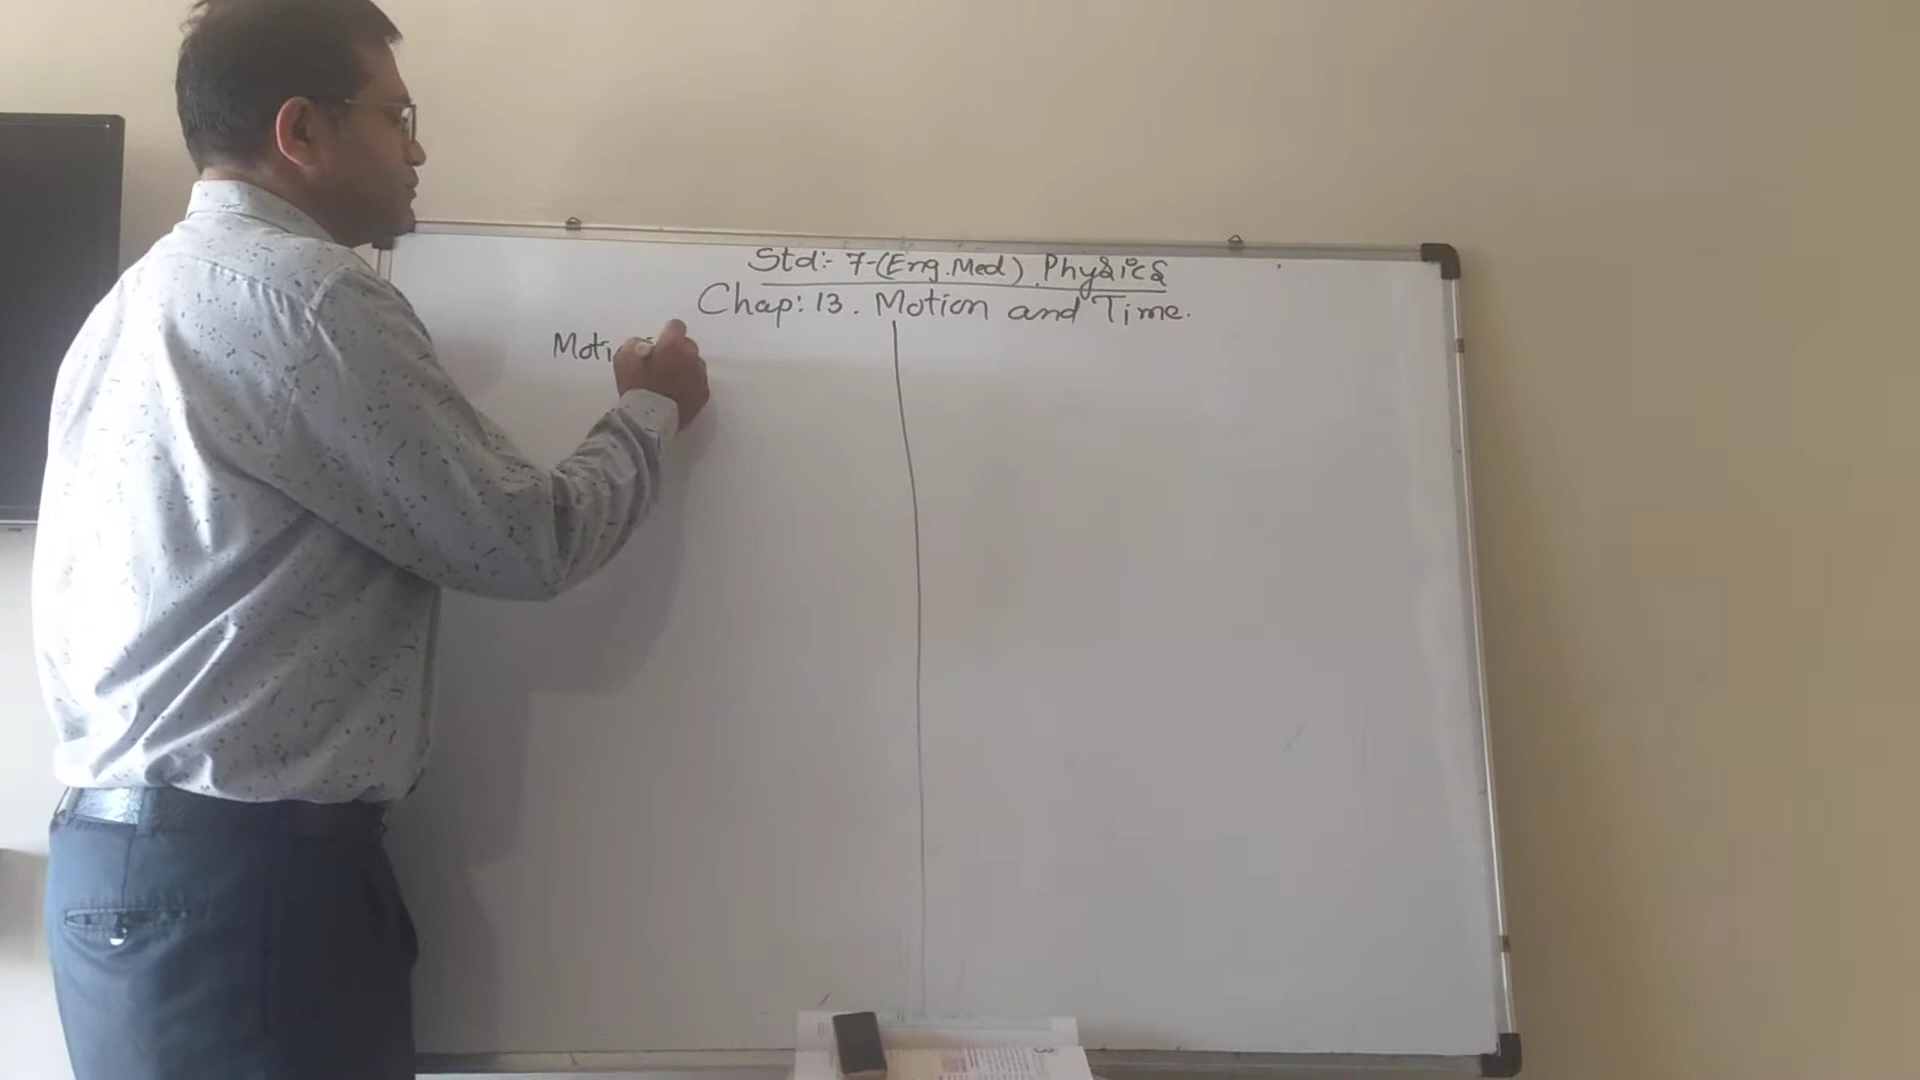 Std:- 7-(Eng.Med) Physics
Chap: 13. Motion and Time.
Moti